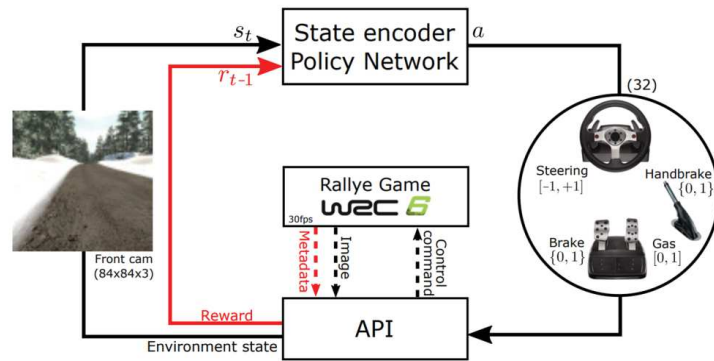 s_t
State encoder
Policy Network
a
r_{t-1}
(32)
Steering
[-1, +1]
Handbrake
{0, 1}
Rallye Game
WRC 6
30fps
Metadata
Image
Control
command
Brake
{0, 1}
Gas
[0, 1]
Front cam
(84x84x3)
Reward
API
Environment state